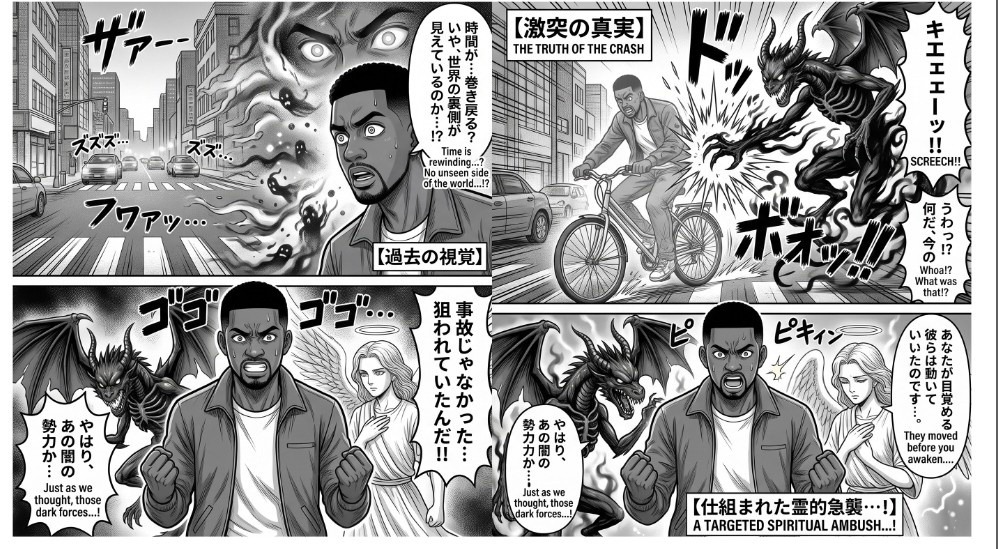 ザァーー
時間が…巻き戻る?
いや、世界の裏側が
見えているのか…!?
Time is
rewinding...?
No unseen side
of the world...!?
ズズズ…
ズズ…
フワァッ…
【過去の視覚】
【激突の真実】
THE TRUTH OF THE CRASH
ドッ
キエエエーッ!!
SCREECH!!
うわっ!?
何だ、今の
Whoa!?
What was
that!?
ボオッ!!
ゴゴ
ゴゴ…
事故じゃなかった…
狙われていたんだ!!
やはり、
あの闇の
勢力か…
Just as we
thought, those
dark forces...!
ピ
ピキィン
あなたが目覚める
彼らは動いて
いいたのです…。
They moved
before you
awaken....
やはり、
あの闇の
勢力力か…
Just as we
thought, those
dark forces...!
【仕組まれた霊的急襲…!】
A TARGETED SPIRITUAL AMBUSH...!